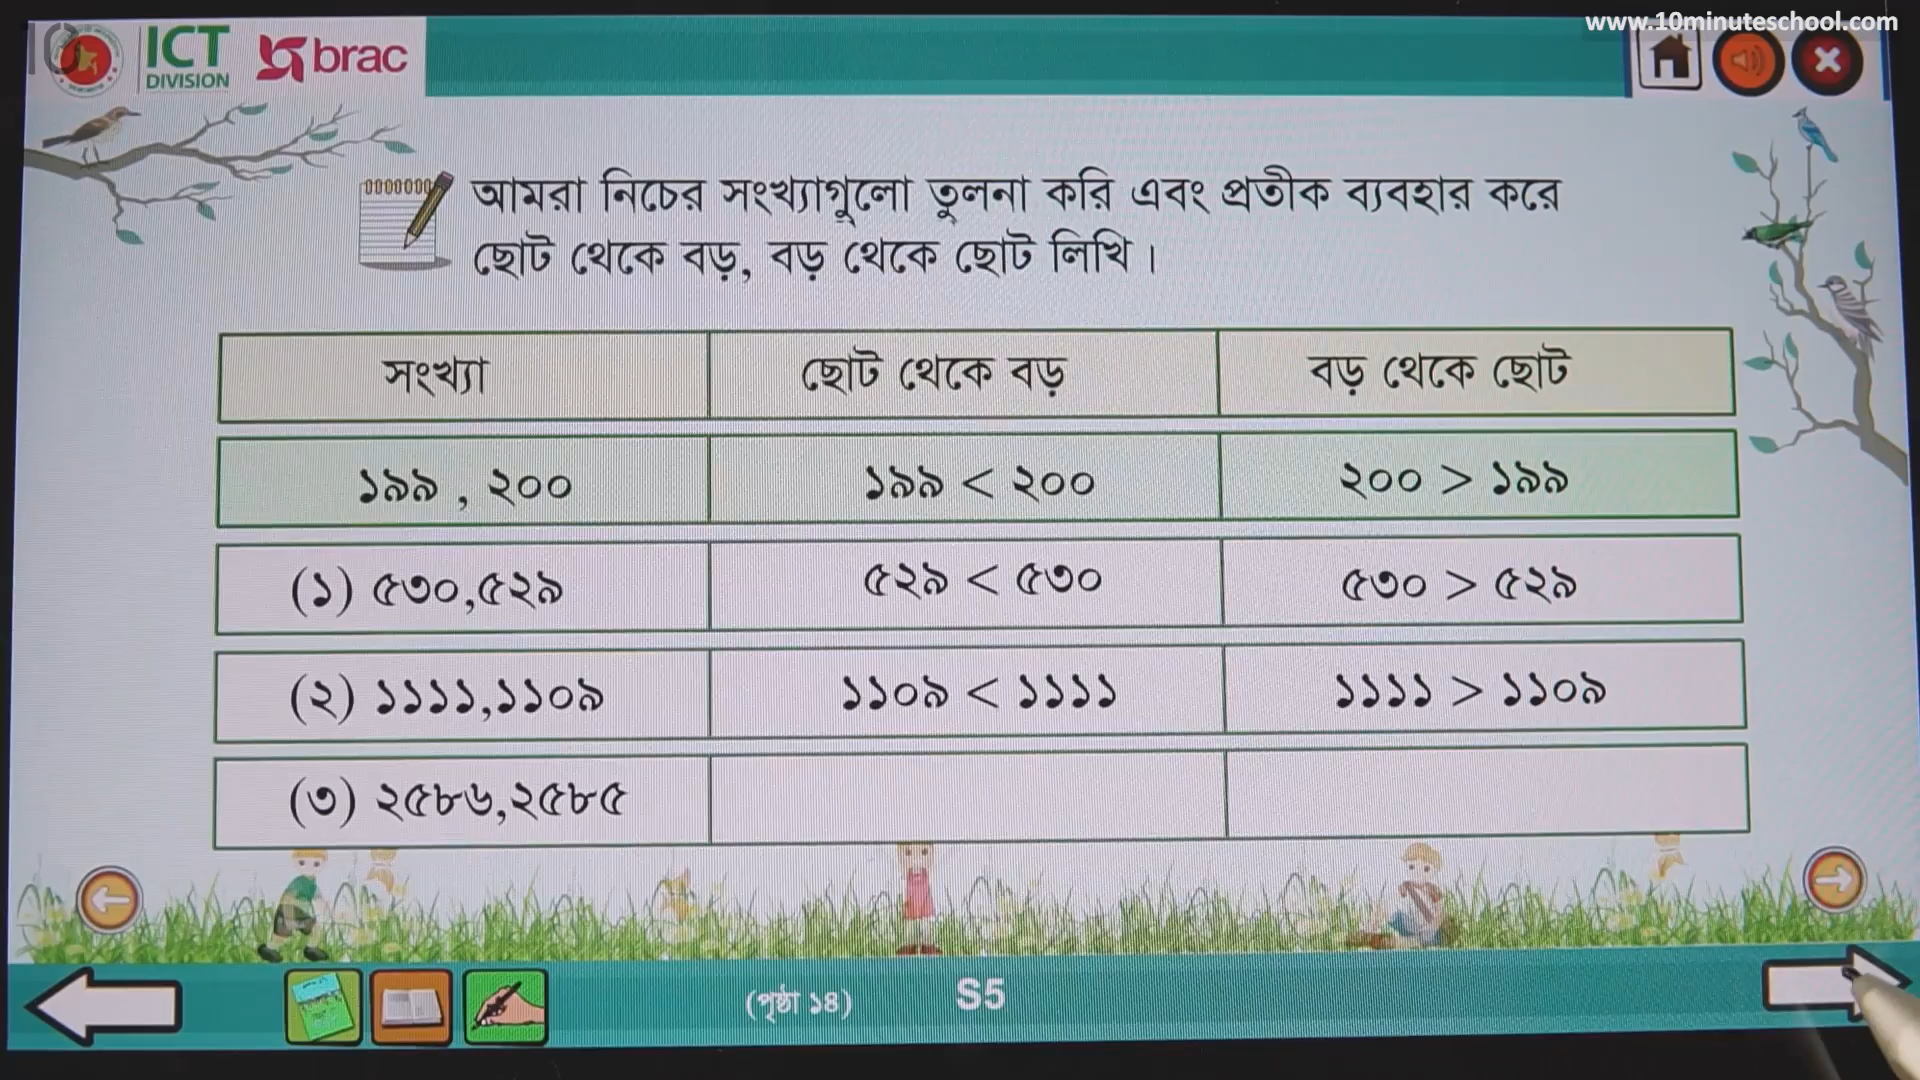 www.10minuteschool.com
ICT
DIVISION
brac
আমরা নিচের সংখ্যাগুলো তুলনা করি এবং প্রতীক ব্যবহার করে
ছোট থেকে বড়, বড় থেকে ছোট লিখি ।
সংখ্যা ছোট থেকে বড় বড় থেকে ছোট
১৯৯ , ২০০ ১৯৯ < ২০০ ২০০ > ১৯৯
(১) ৫৩০,৫২৯ ৫২৯ < ৫৩০ ৫৩০ > ৫২৯
(২) ১১১১,১১০৯ ১১০৯ < ১১১১ ১১১১ > ১১০৯
(৩) ২৫৮৬,২৫৮৫
(পৃষ্ঠা ১৪) S5